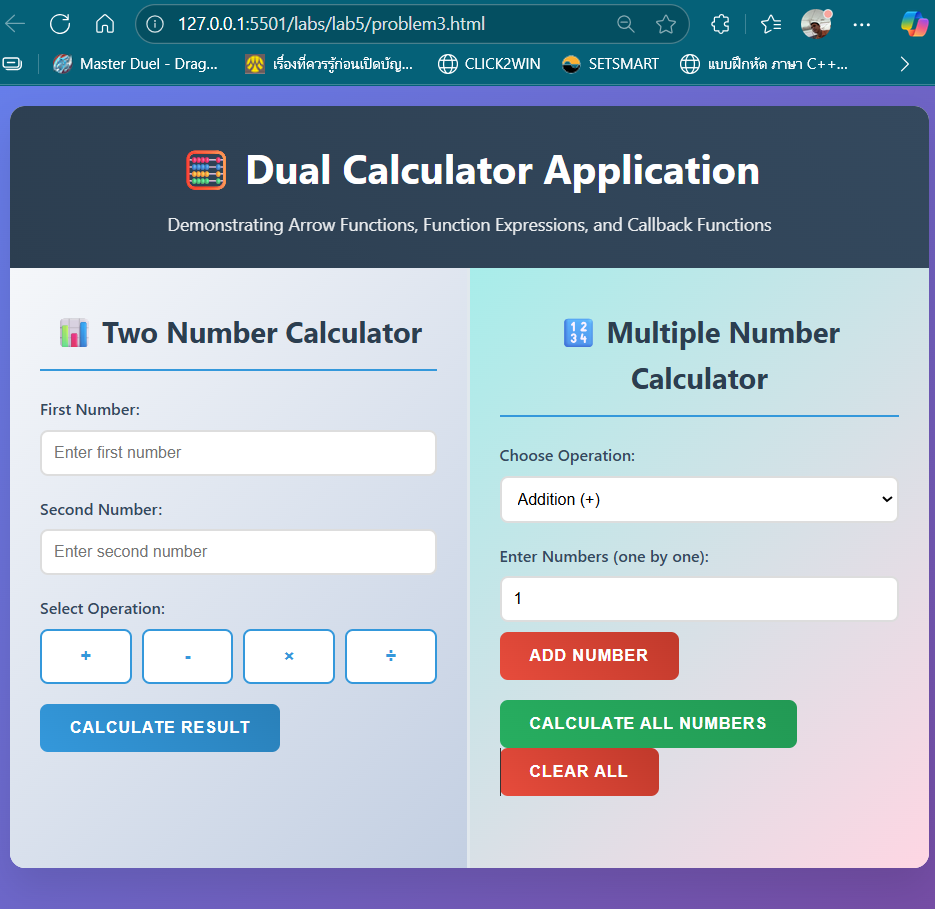 127.0.0.1:5501/labs/lab5/problem3.html
Master Duel - Drag... เรื่องที่ควรรู้ก่อนเปิดบัญ... CLICK2WIN SETSMART แบบฝึกหัด ภาษา C++...
Dual Calculator Application
Demonstrating Arrow Functions, Function Expressions, and Callback Functions
Two Number Calculator
First Number:
Enter first number
Second Number:
Enter second number
Select Operation:
+ - × ÷
CALCULATE RESULT
1 2
3 4
Multiple Number
Calculator
Choose Operation:
Addition (+)
Enter Numbers (one by one):
1
ADD NUMBER
CALCULATE ALL NUMBERS
CLEAR ALL